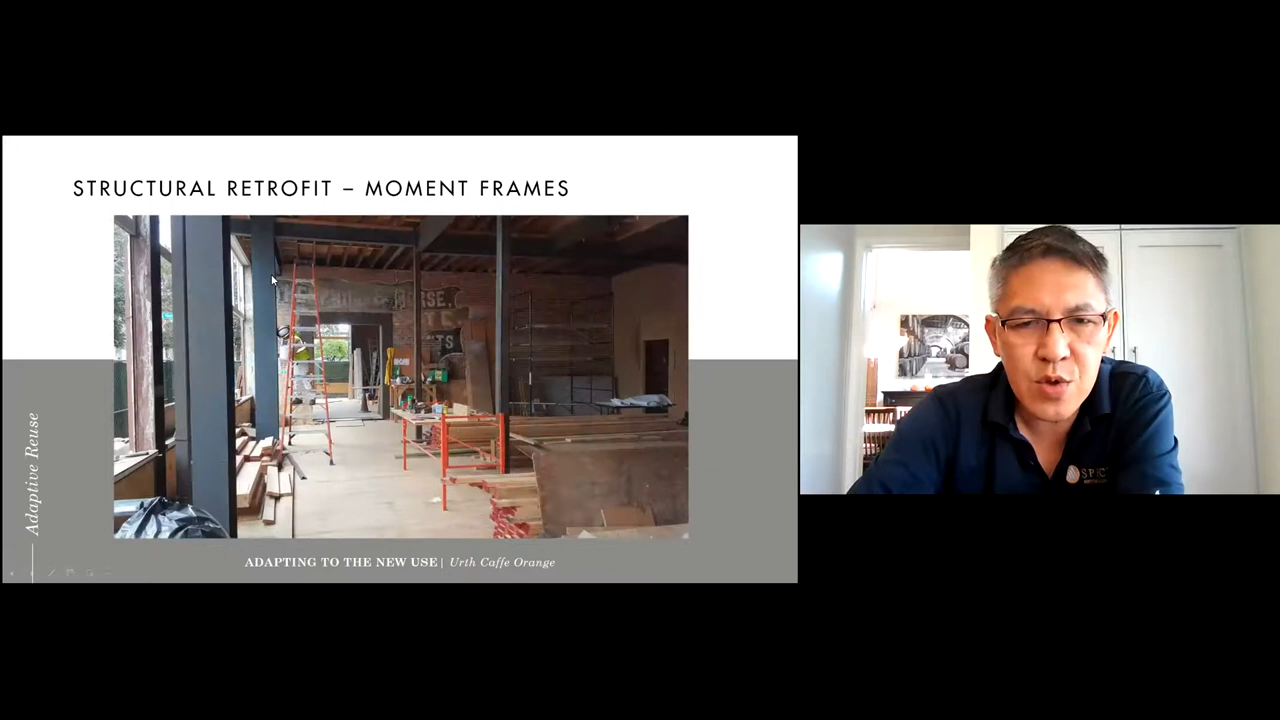 STRUCTURAL RETROFIT – MOMENT FRAMES
Adaptive Reuse
ADAPTING TO THE NEW USE | Urth Caffe Orange